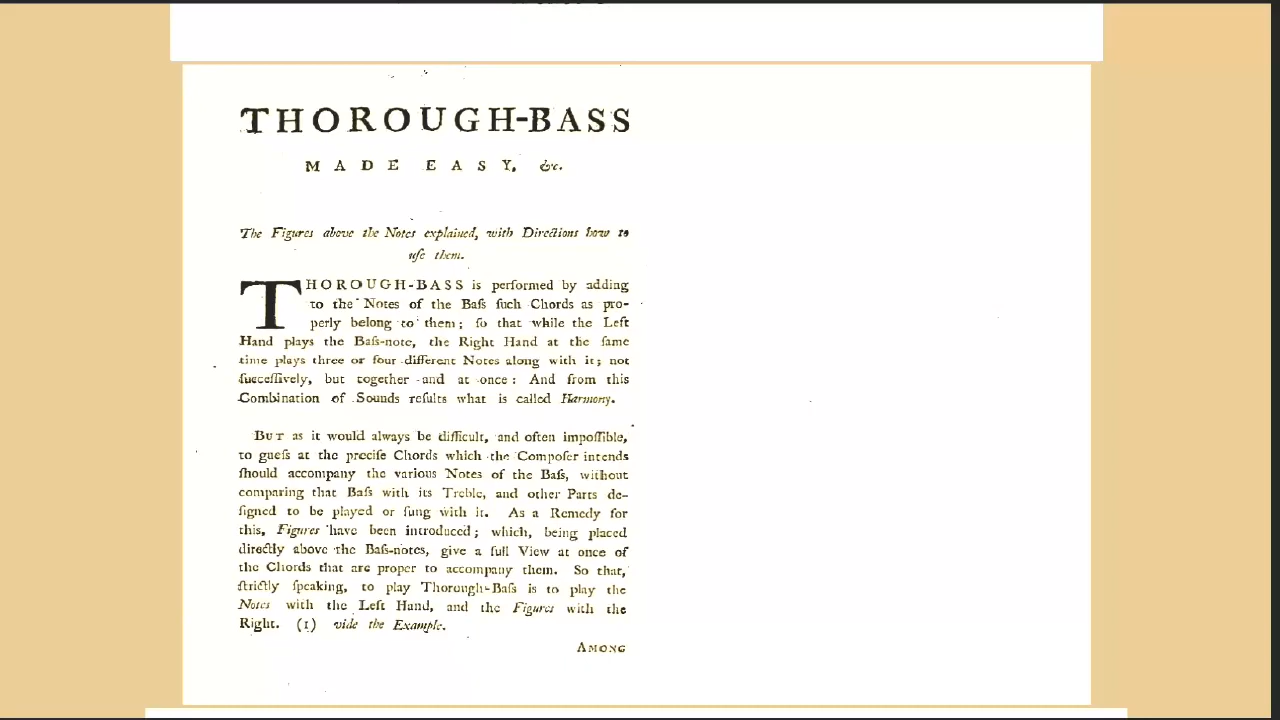 THOROUGH-BASS
MADE EASY, &c.
The Figures above the Notes explained, with Directions how to
uſe them.
THOROUGH-BASS is performed by adding
to the Notes of the Baſs ſuch Chords as pro-
perly belong to them; ſo that while the Left
Hand plays the Baſs-note, the Right Hand at the ſame
time plays three or four different Notes along with it; not
ſucceſſively, but together and at once: And from this
Combination of Sounds reſults what is called Harmony.
BUT as it would always be difficult, and often impoſſible,
to gueſs at the preciſe Chords which the Compoſer intends
ſhould accompany the various Notes of the Baſs, without
comparing that Baſs with its Treble, and other Parts de-
ſigned to be played or ſung with it. As a Remedy for
this, Figures have been introduced; which, being placed
directly above the Baſs-notes, give a full View at once of
the Chords that are proper to accompany them. So that,
ſtrictly ſpeaking, to play Thorough-Baſs is to play the
Notes with the Left Hand, and the Figures with the
Right. (1) vide the Example.
AMONG